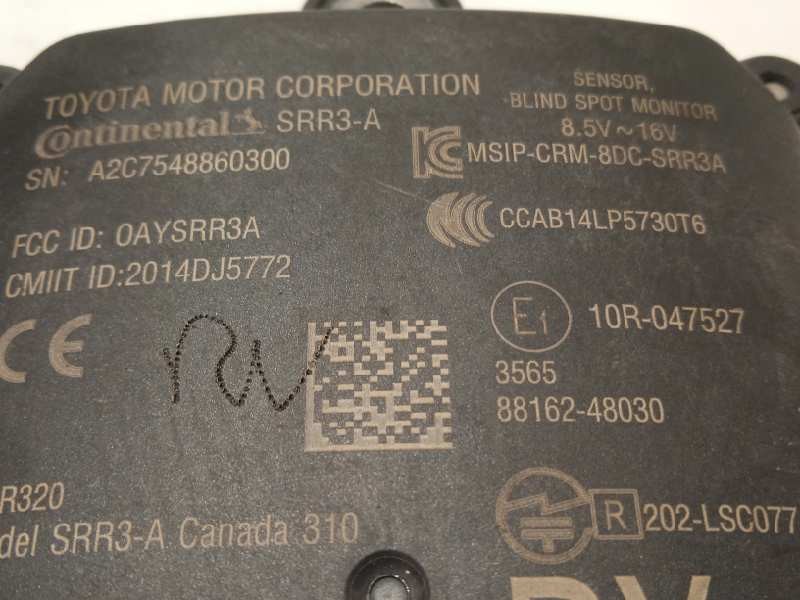 TOYOTA MOTOR CORPORATION
Continental SRR3-A
SN: A2C7548860300
SENSOR,
BLIND SPOT MONITOR
8.5V~16V
MSIP-CRM-8DC-SRR3A
CCC CCAB14LP5730T6
FCC ID: OAYSRR3A
CMIIT ID:2014DJ5772
CE
E1 10R-047527
3565
88162-48030
R320
del SRR3-A Canada 310
R 202-LSC077